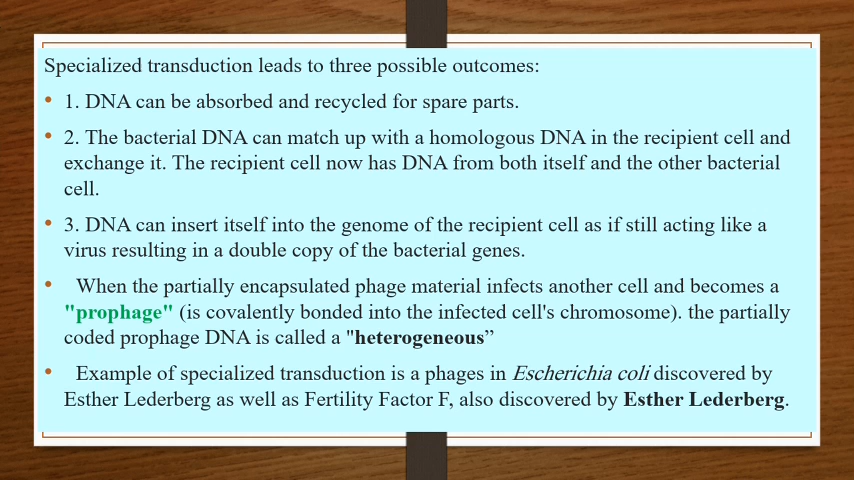 Specialized transduction leads to three possible outcomes:
• 1. DNA can be absorbed and recycled for spare parts.
• 2. The bacterial DNA can match up with a homologous DNA in the recipient cell and
exchange it. The recipient cell now has DNA from both itself and the other bacterial
cell.
• 3. DNA can insert itself into the genome of the recipient cell as if still acting like a
virus resulting in a double copy of the bacterial genes.
• When the partially encapsulated phage material infects another cell and becomes a
"prophage" (is covalently bonded into the infected cell's chromosome). the partially
coded prophage DNA is called a "heterogeneous”
• Example of specialized transduction is a phages in Escherichia coli discovered by
Esther Lederberg as well as Fertility Factor F, also discovered by Esther Lederberg.